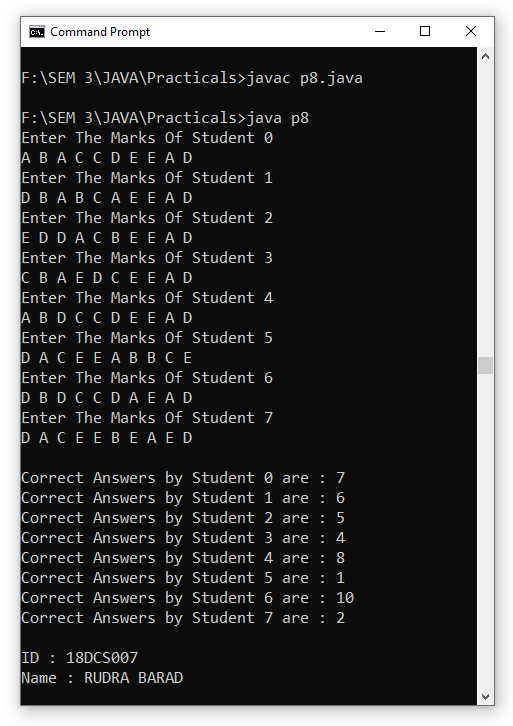 Command Prompt
F:\SEM 3\JAVA\Practicals>javac p8.java
F:\SEM 3\JAVA\Practicals>java p8
Enter The Marks Of Student 0
A B A C C D E E A D
Enter The Marks Of Student 1
D B A B C A E E A D
Enter The Marks Of Student 2
E D D A C B E E A D
Enter The Marks Of Student 3
C B A E D C E E A D
Enter The Marks Of Student 4
A B D C C D E E A D
Enter The Marks Of Student 5
D A C E E A B B C E
Enter The Marks Of Student 6
D B D C C D A E A D
Enter The Marks Of Student 7
D A C E E B E A E D
Correct Answers by Student 0 are : 7
Correct Answers by Student 1 are : 6
Correct Answers by Student 2 are : 5
Correct Answers by Student 3 are : 4
Correct Answers by Student 4 are : 8
Correct Answers by Student 5 are : 1
Correct Answers by Student 6 are : 10
Correct Answers by Student 7 are : 2
ID : 18DCS007
Name : RUDRA BARAD